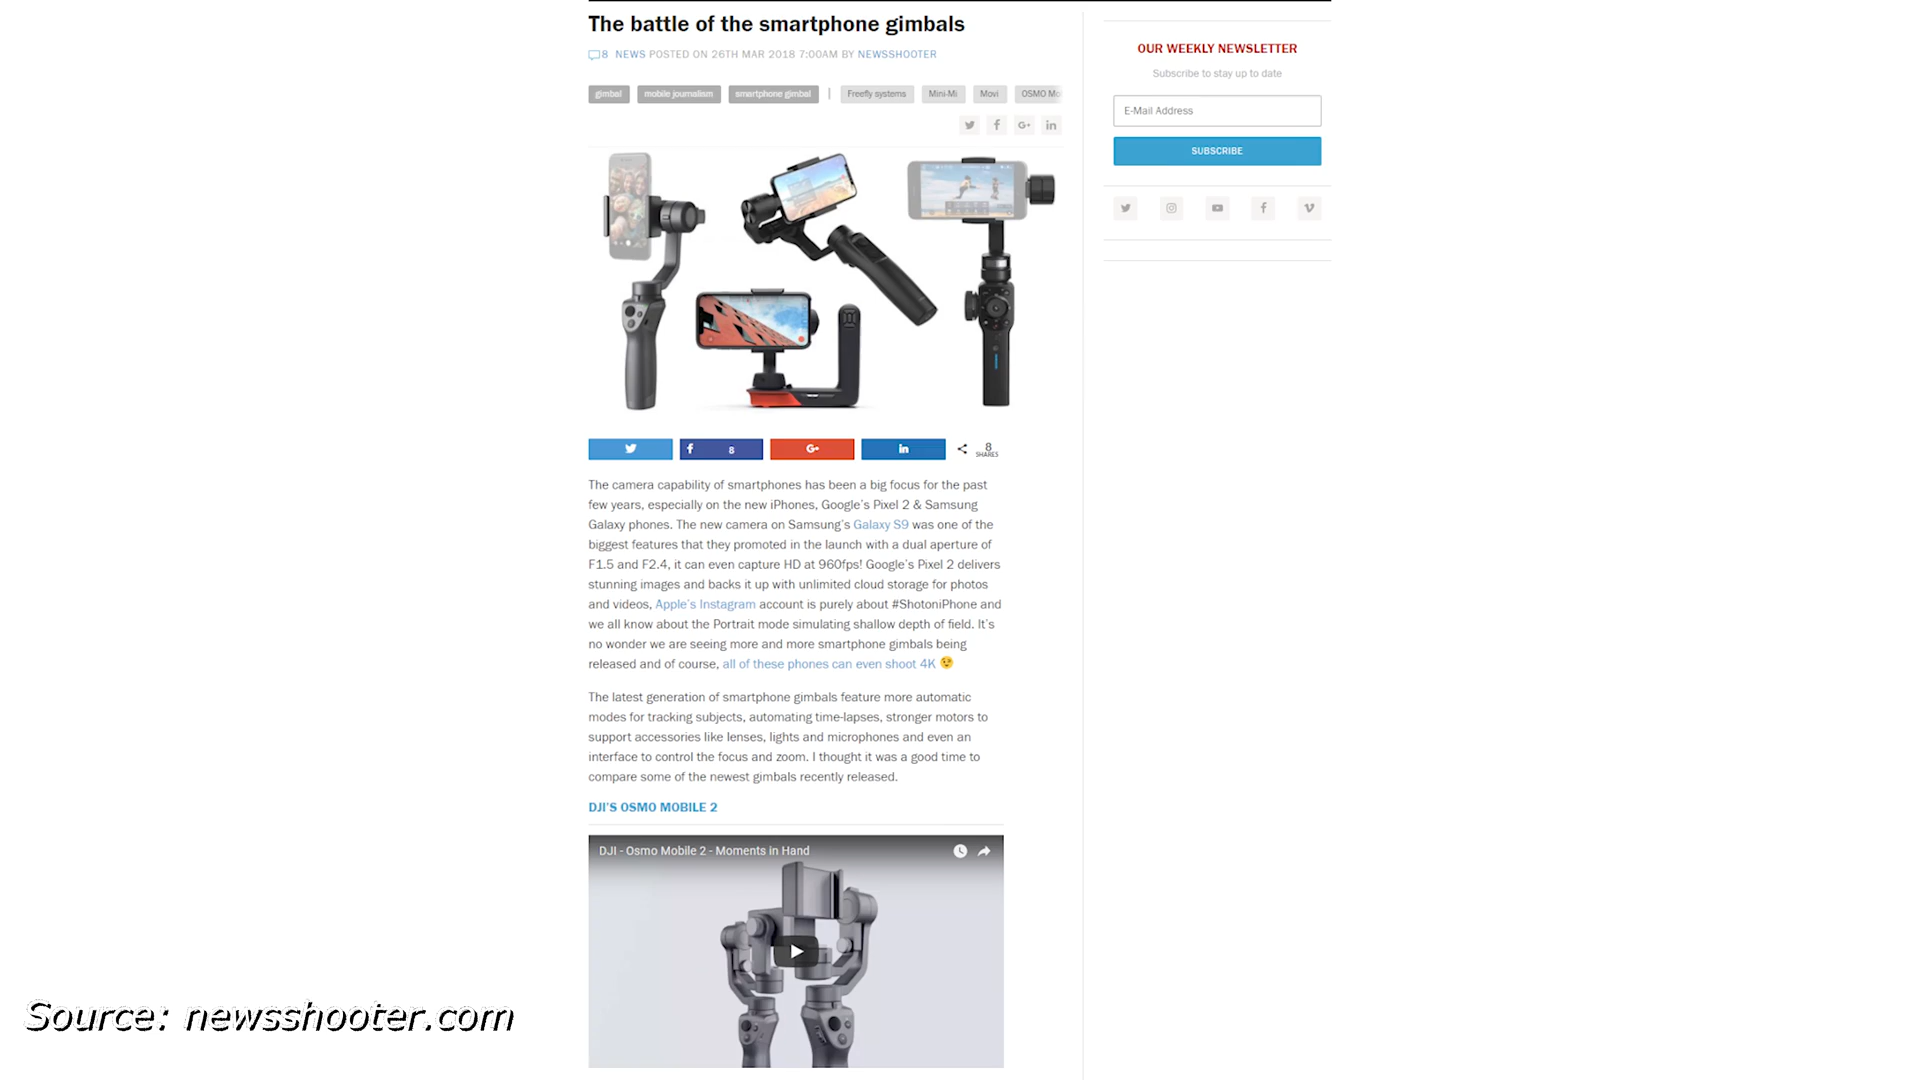 The battle of the smartphone gimbals
8 NEWS POSTED ON 26TH MAR 2018 7:00AM BY NEWSSHOOTER
gimbal mobile journalism smartphone gimbal | Freefly systems Mini-Mi Movi OSMO Mo
8
8
SHARES
The camera capability of smartphones has been a big focus for the past
few years, especially on the new iPhones, Google's Pixel 2 & Samsung
Galaxy phones. The new camera on Samsung's Galaxy S9 was one of the
biggest features that they promoted in the launch with a dual aperture of
F1.5 and F2.4, it can even capture HD at 960fps! Google's Pixel 2 delivers
stunning images and backs it up with unlimited cloud storage for photos
and videos, Apple's Instagram account is purely about #ShotoniPhone and
we all know about the Portrait mode simulating shallow depth of field. It's
no wonder we are seeing more and more smartphone gimbals being
released and of course, all of these phones can even shoot 4K 😉
The latest generation of smartphone gimbals feature more automatic
modes for tracking subjects, automating time-lapses, stronger motors to
support accessories like lenses, lights and microphones and even an
interface to control the focus and zoom. I thought it was a good time to
compare some of the newest gimbals recently released.
DJI'S OSMO MOBILE 2
DJI - Osmo Mobile 2 - Moments in Hand
OUR WEEKLY NEWSLETTER
Subscribe to stay up to date
E-Mail Address
SUBSCRIBE
Source: newsshooter.com